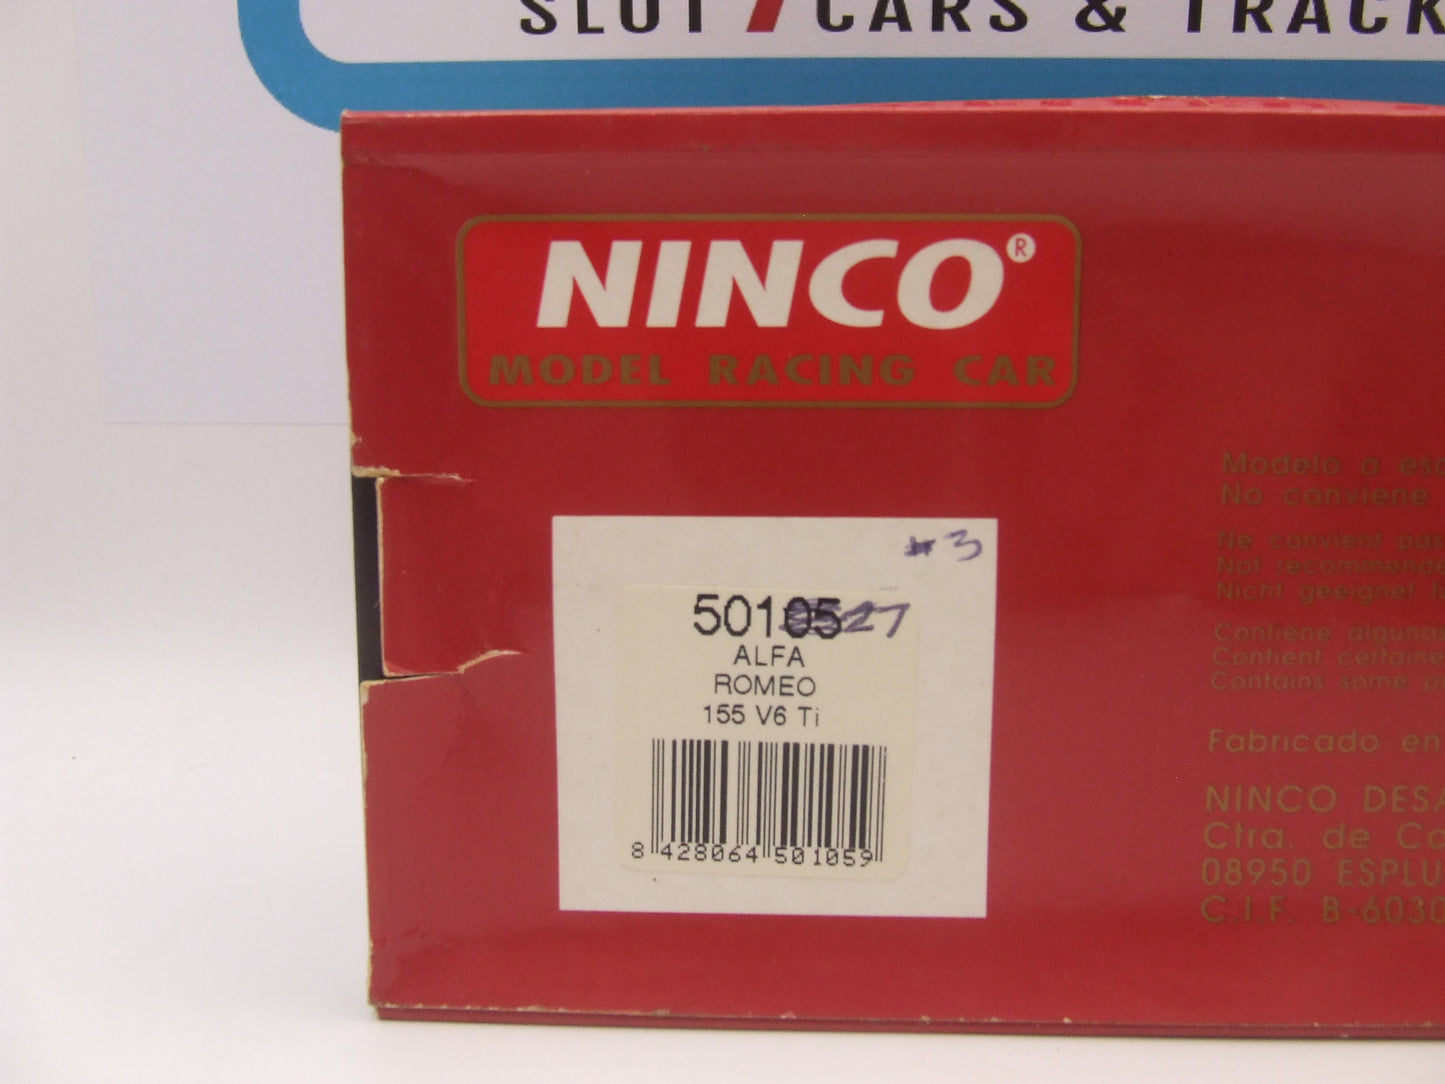 SLOT CARS & TRACK
NINCO®
MODEL RACING CAR
Modelo a esc
No conviene
Ne convient pas
Not recommende
Nicht geeignet
Contiene alguna
Contient certaine
Contains some p
Fabricado en
NINCO DESA
Ctra. de Co
08950 ESPLU
C.I.F. B-6030
#3
50105 27
ALFA
ROMEO
155 V6 Ti
8 428064 501059